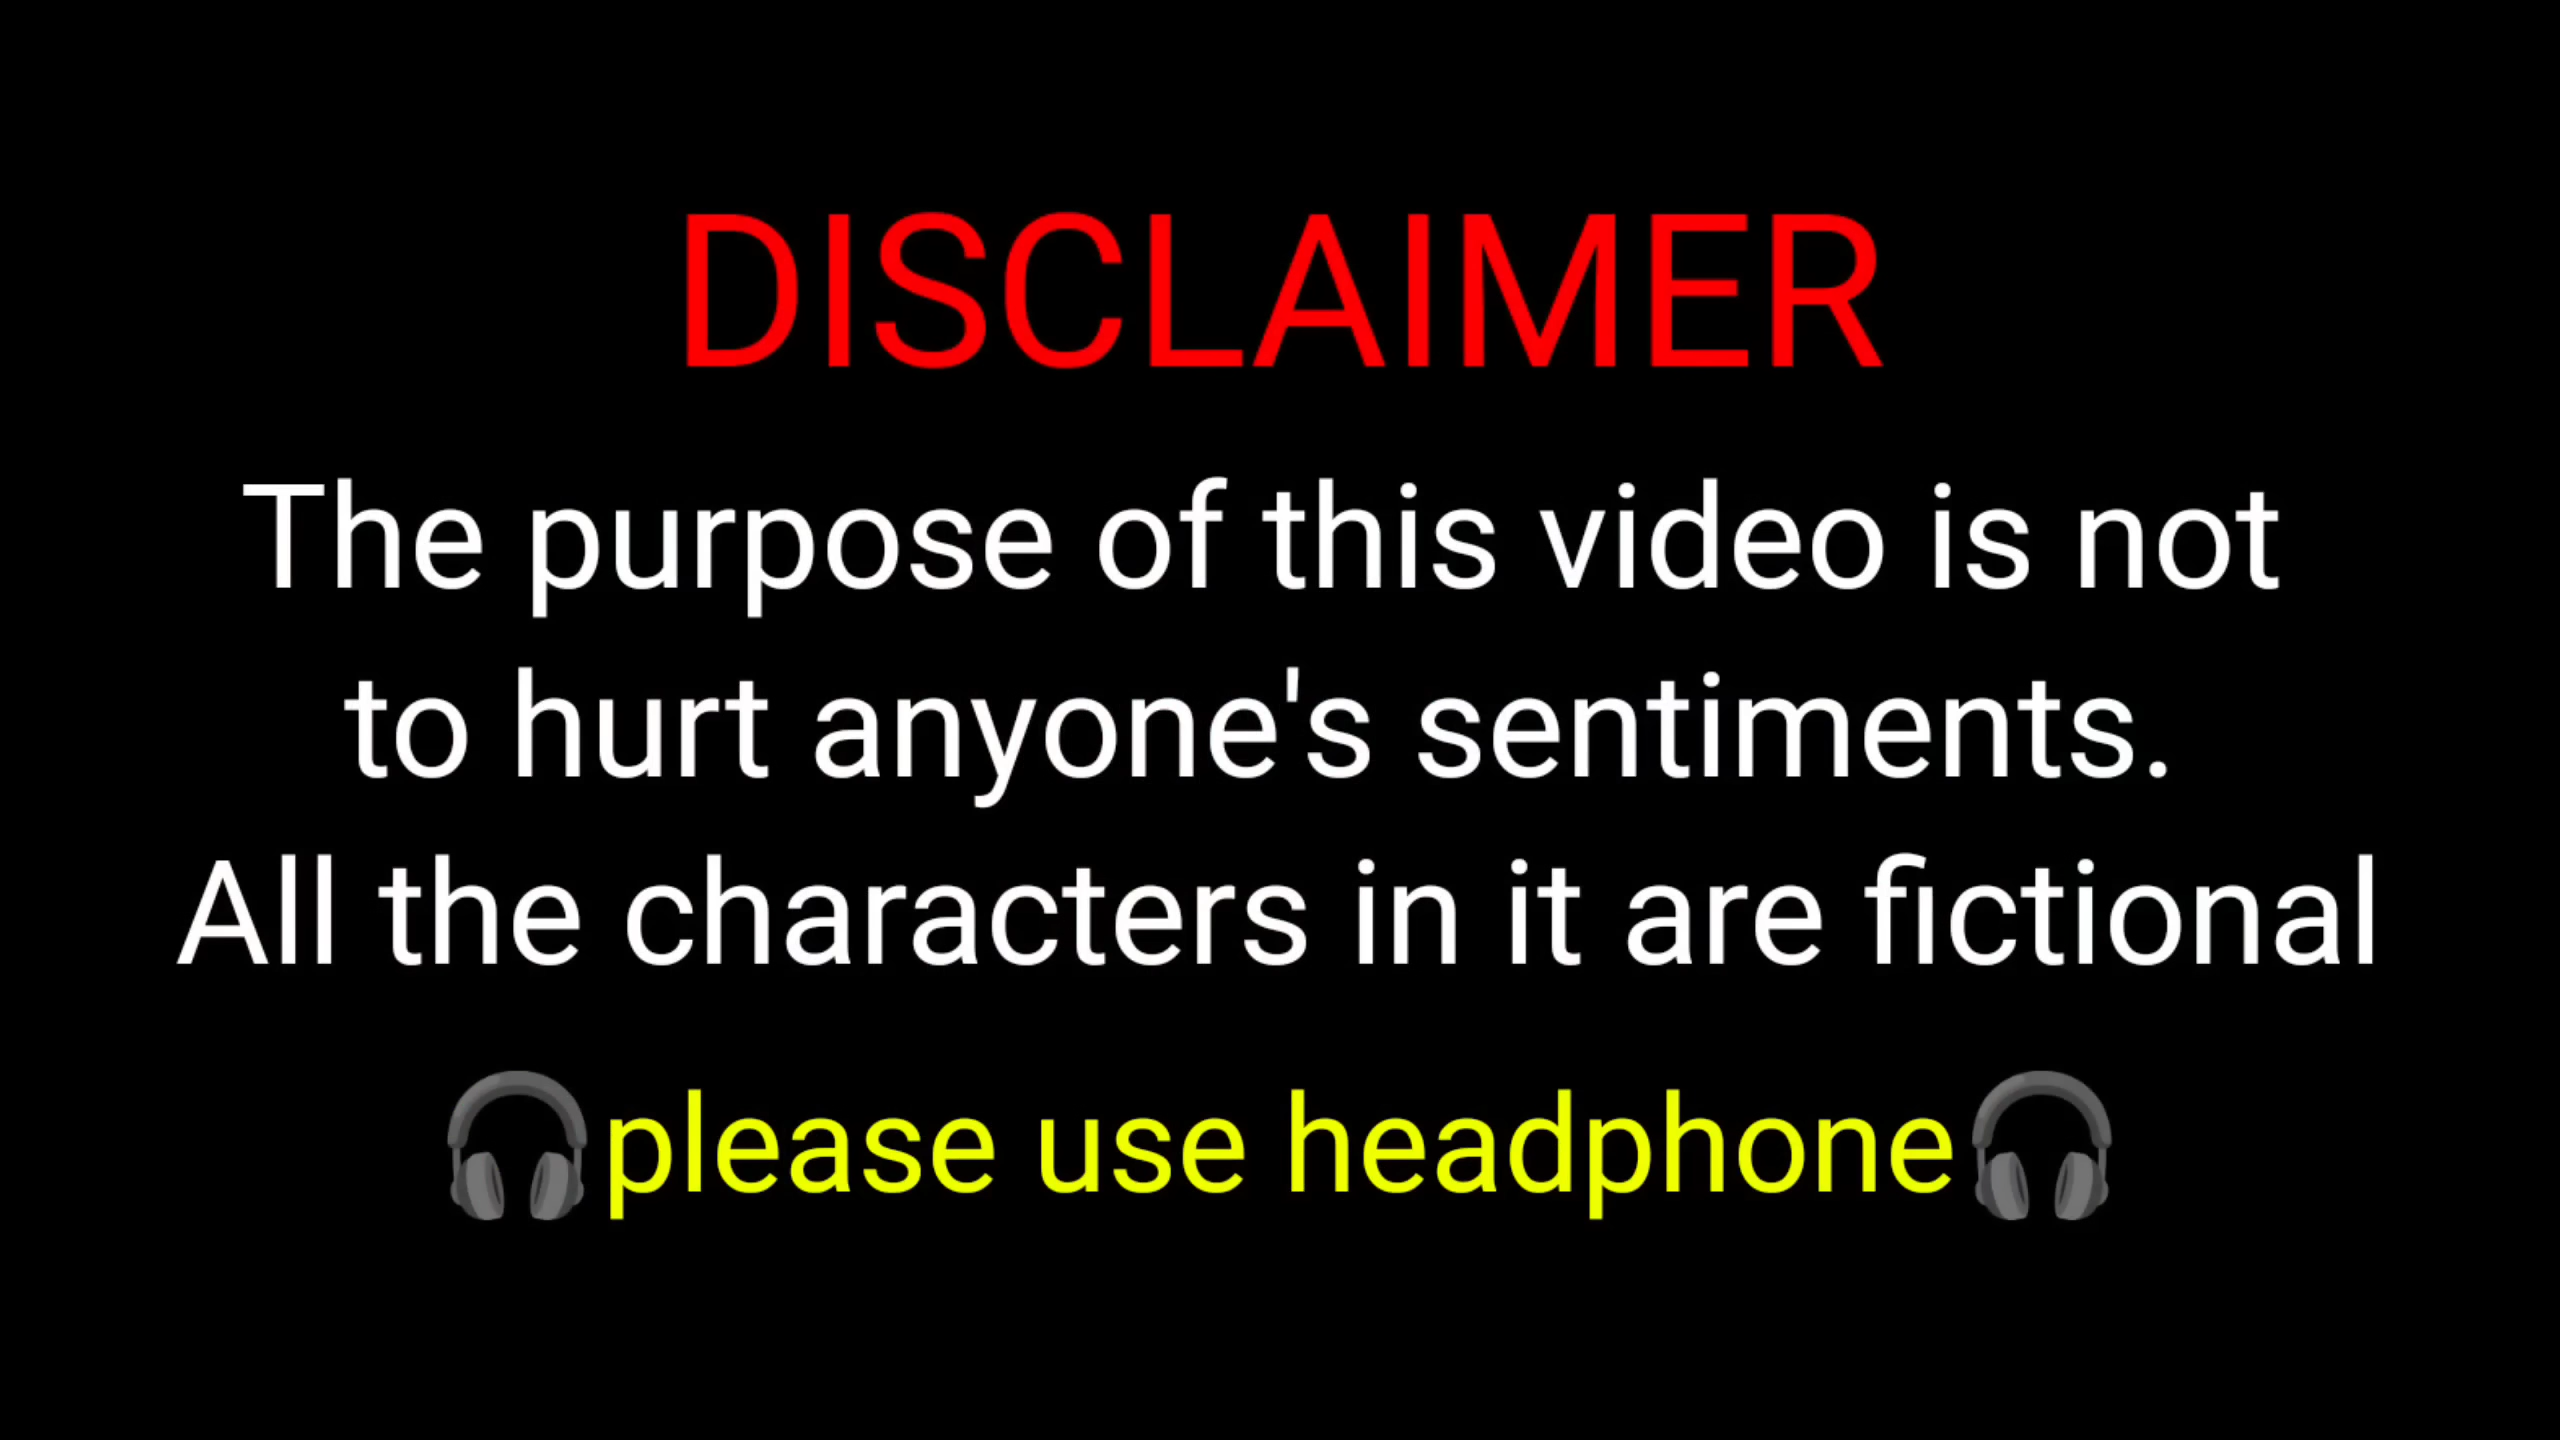 DISCLAIMER
The purpose of this video is not
to hurt anyone's sentiments.
All the characters in it are fictional
🎧please use headphone🎧